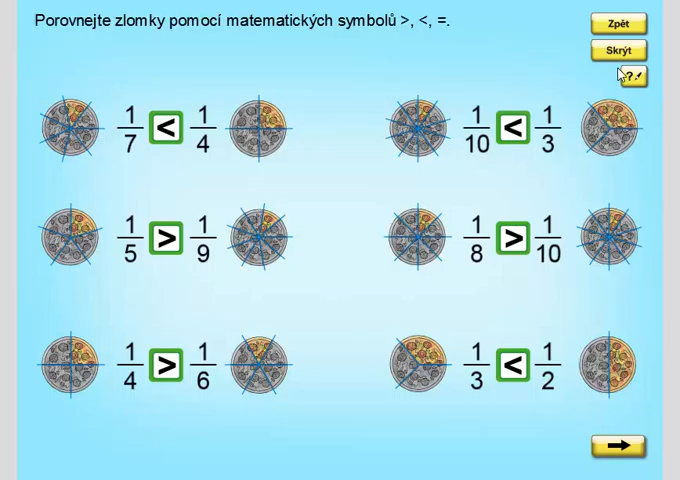 Porovnejte zlomky pomocí matematických symbolů >, <, =.
Zpět
Skrýt
?✓
1/7 < 1/4
1/10 < 1/3
1/5 > 1/9
1/8 > 1/10
1/4 > 1/6
1/3 < 1/2